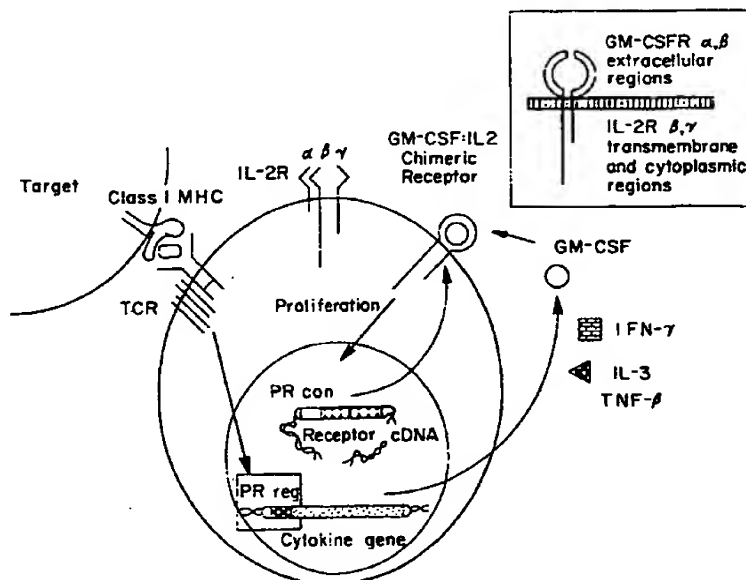 GM-CSFR α,β
extracellular
regions
IL-2R β,γ
transmembrane
and cytoplasmic
regions
GM-CSF:IL2
Chimeric
Receptor
α β γ
IL-2R
Target
Class I MHC
TCR
GM-CSF
Proliferation
IFN-γ
IL-3
TNF-β
PR con
Receptor cDNA
PR reg
Cytokine gene